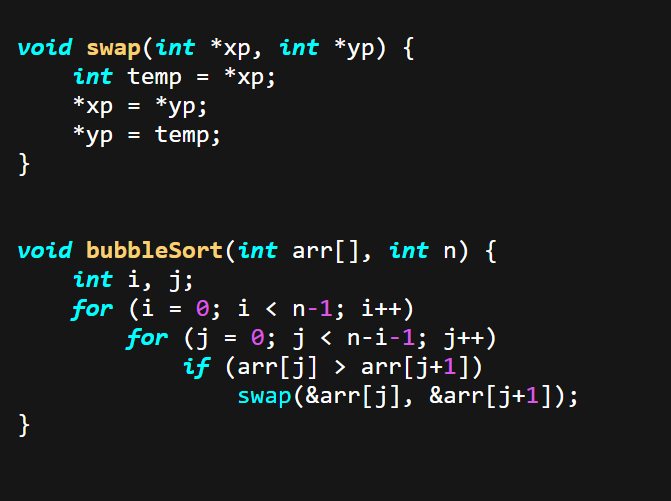 void swap(int *xp, int *yp) {
    int temp = *xp;
    *xp = *yp;
    *yp = temp;
}
void bubbleSort(int arr[], int n) {
    int i, j;
    for (i = 0; i < n-1; i++)
        for (j = 0; j < n-i-1; j++)
            if (arr[j] > arr[j+1])
                swap(&arr[j], &arr[j+1]);
}